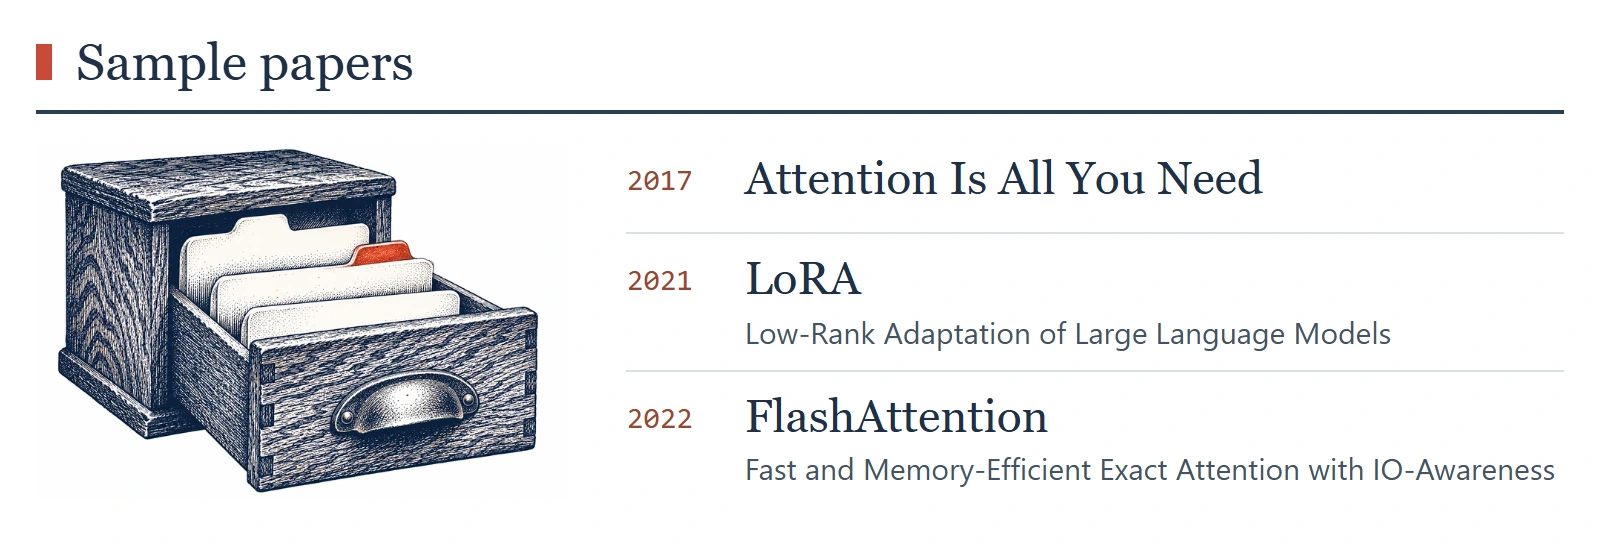 Sample papers
2017 Attention Is All You Need
2021 LoRA
Low-Rank Adaptation of Large Language Models
2022 FlashAttention
Fast and Memory-Efficient Exact Attention with IO-Awareness